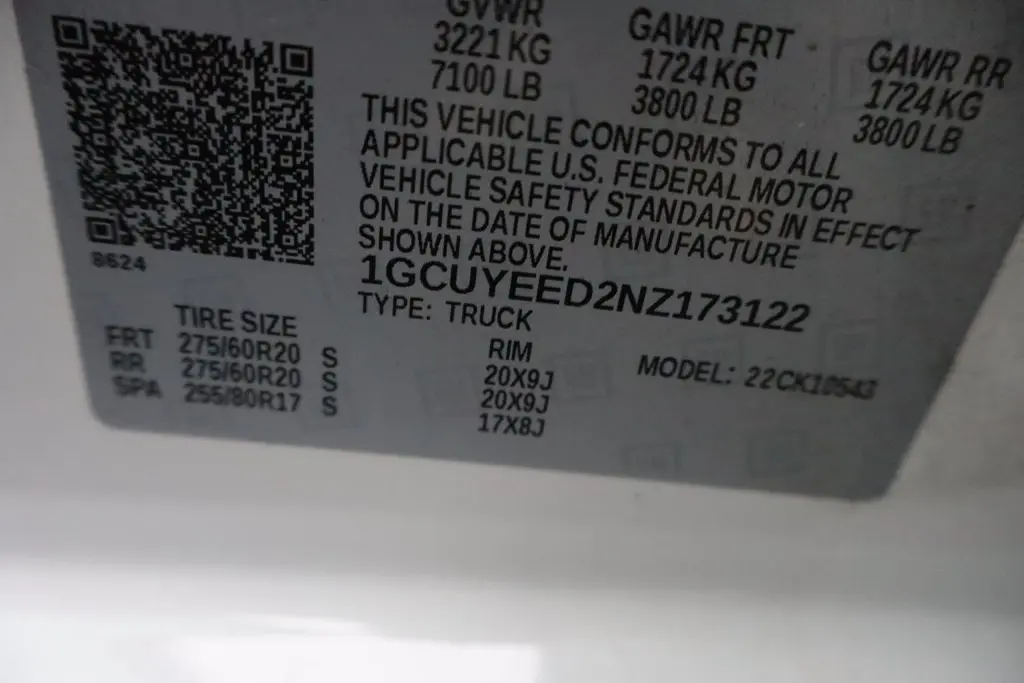 GVWR GAWR FRT GAWR RR
3221 KG 1724 KG 1724 KG
7100 LB 3800 LB 3800 LB
THIS VEHICLE CONFORMS TO ALL
APPLICABLE U.S. FEDERAL MOTOR
VEHICLE SAFETY STANDARDS IN EFFECT
ON THE DATE OF MANUFACTURE
SHOWN ABOVE.
8624
1GCUYEED2NZ173122
TYPE: TRUCK
TIRE SIZE RIM MODEL: 22CK10543
FRT 275/60R20 S 20X9J
RR 275/60R20 S 20X9J
SPA 255/80R17 S 17X8J